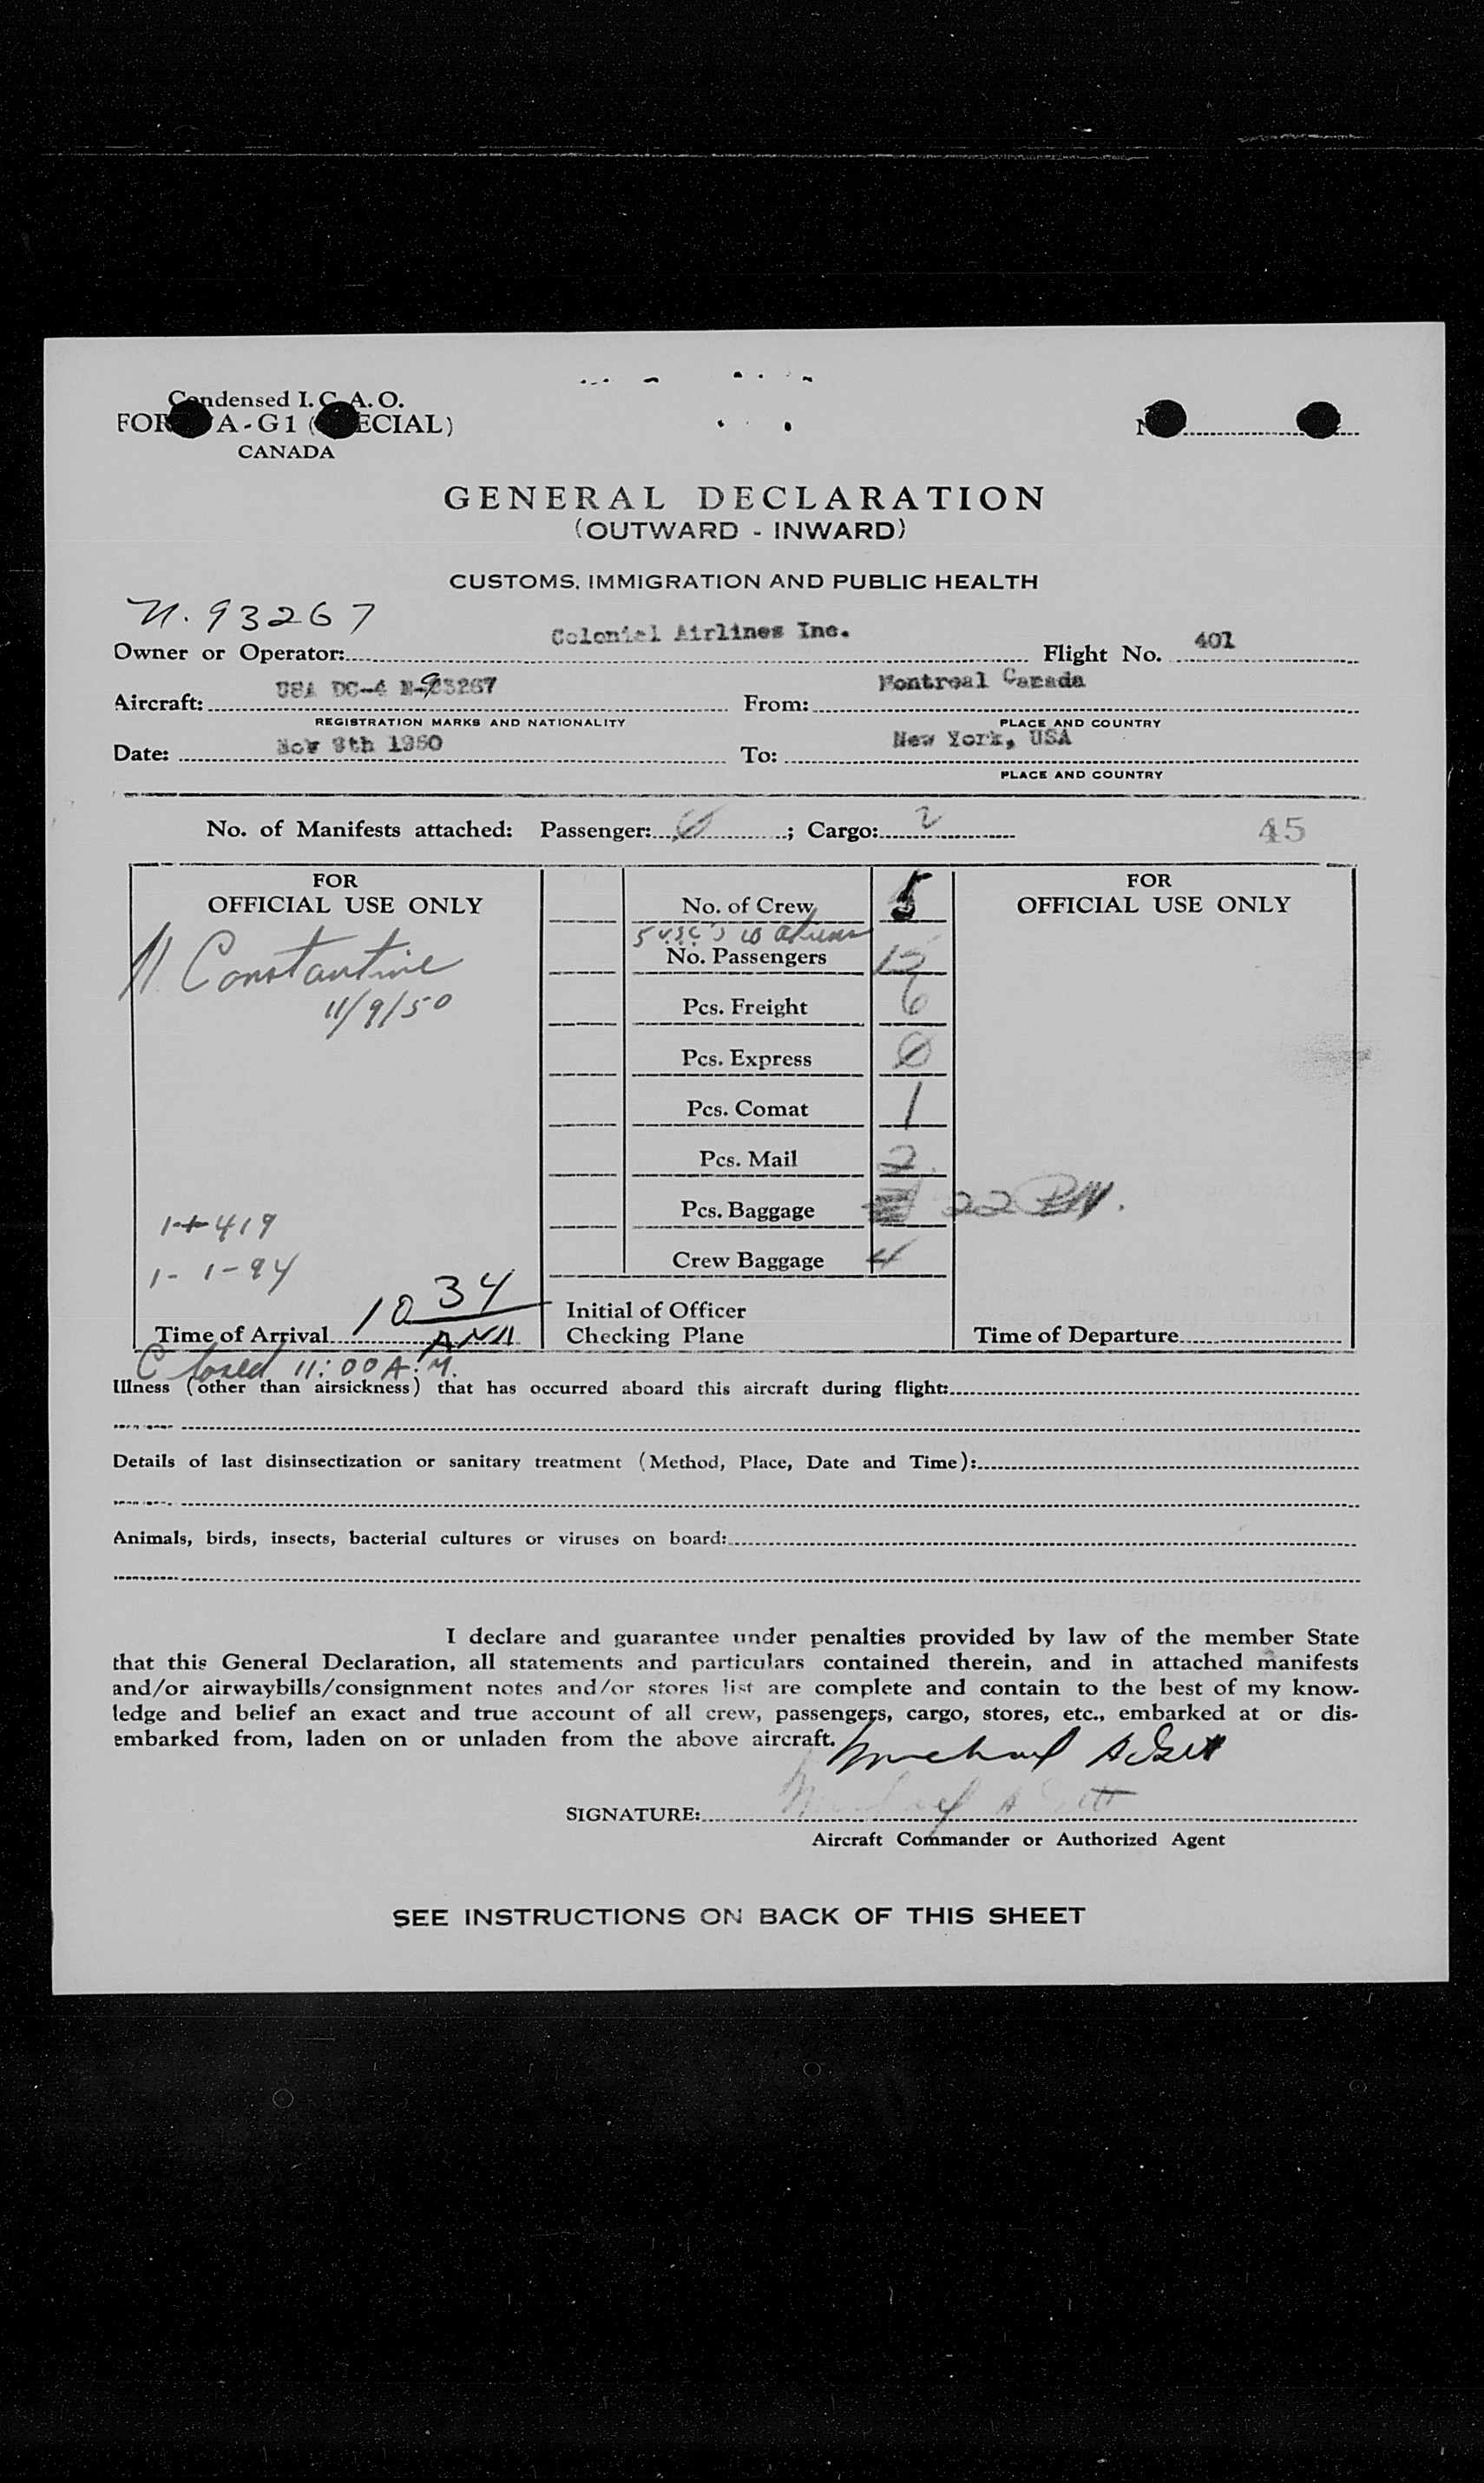 Condensed I.C.A.O.
FOR A-G1 ( ECIAL)
CANADA
GENERAL DECLARATION
(OUTWARD - INWARD)
CUSTOMS, IMMIGRATION AND PUBLIC HEALTH
N. 93267
Owner or Operator: Colonial Airlines Inc. Flight No. 401
Aircraft: USA DC-4 N-93267 From: Montreal Canada
REGISTRATION MARKS AND NATIONALITY PLACE AND COUNTRY
Date: Nov 9th 1950 To: New York, USA
PLACE AND COUNTRY
No. of Manifests attached: Passenger: 0; Cargo: 2 45
FOR
OFFICIAL USE ONLY
Constantine
11/9/50
1-1-94
Time of Arrival 10 34
Closed 11:00 A.M.
No. of Crew 5
5 10 aliens
No. Passengers 15
Pcs. Freight 6
Pcs. Express 0
Pcs. Comat 1
Pcs. Mail 2
Pcs. Baggage 22
Crew Baggage 4
Initial of Officer
Checking Plane
FOR
OFFICIAL USE ONLY
Time of Departure
Illness (other than airsickness) that has occurred aboard this aircraft during flight:
Details of last disinsectization or sanitary treatment (Method, Place, Date and Time):
Animals, birds, insects, bacterial cultures or viruses on board:
I declare and guarantee under penalties provided by law of the member State
that this General Declaration, all statements and particulars contained therein, and in attached manifests
and/or airwaybills/consignment notes and/or stores list are complete and contain to the best of my know-
ledge and belief an exact and true account of all crew, passengers, cargo, stores, etc., embarked at or dis-
embarked from, laden on or unladen from the above aircraft.
Michael A
SIGNATURE: Michael A
Aircraft Commander or Authorized Agent
SEE INSTRUCTIONS ON BACK OF THIS SHEET